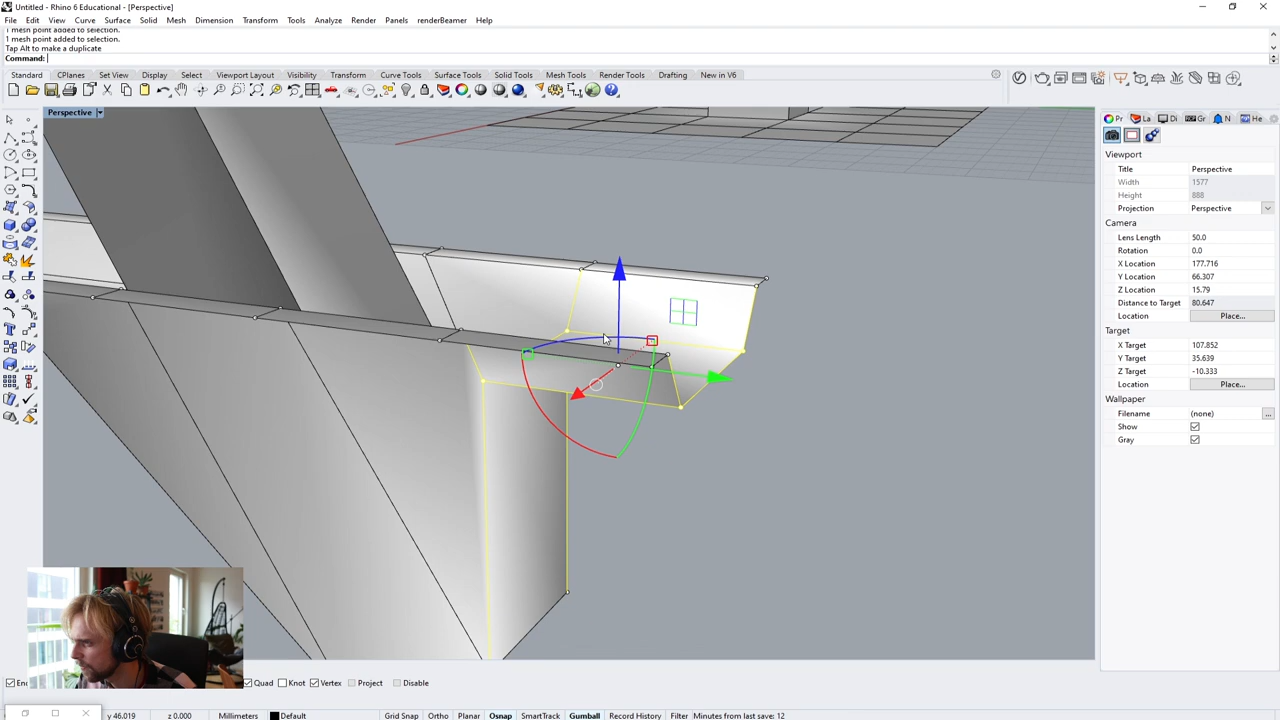 Untitled - Rhino 6 Educational - [Perspective]
File Edit View Curve Surface Solid Mesh Dimension Transform Tools Analyze Render Panels renderBeamer Help
1 mesh point added to selection.
1 mesh point added to selection.
Tap Alt to make a duplicate
Command:
Standard CPlanes Set View Display Select Viewport Layout Visibility Transform Curve Tools Surface Tools Solid Tools Mesh Tools Render Tools Drafting New in V6
Perspective
Pr La Di Gr N He
Viewport
Title Perspective
Width 1577
Height 888
Projection Perspective
Camera
Lens Length 50.0
Rotation 0.0
X Location 177.716
Y Location 66.307
Z Location 15.79
Distance to Target 80.647
Location Place...
Target
X Target 107.852
Y Target 35.639
Z Target -10.333
Location Place...
Wallpaper
Filename (none) ...
Show
Gray
Quad Knot Vertex Project Disable
y 46.019 z 0.000 Millimeters Default Grid Snap Ortho Planar Osnap SmartTrack Gumball Record History Filter Minutes from last save: 12